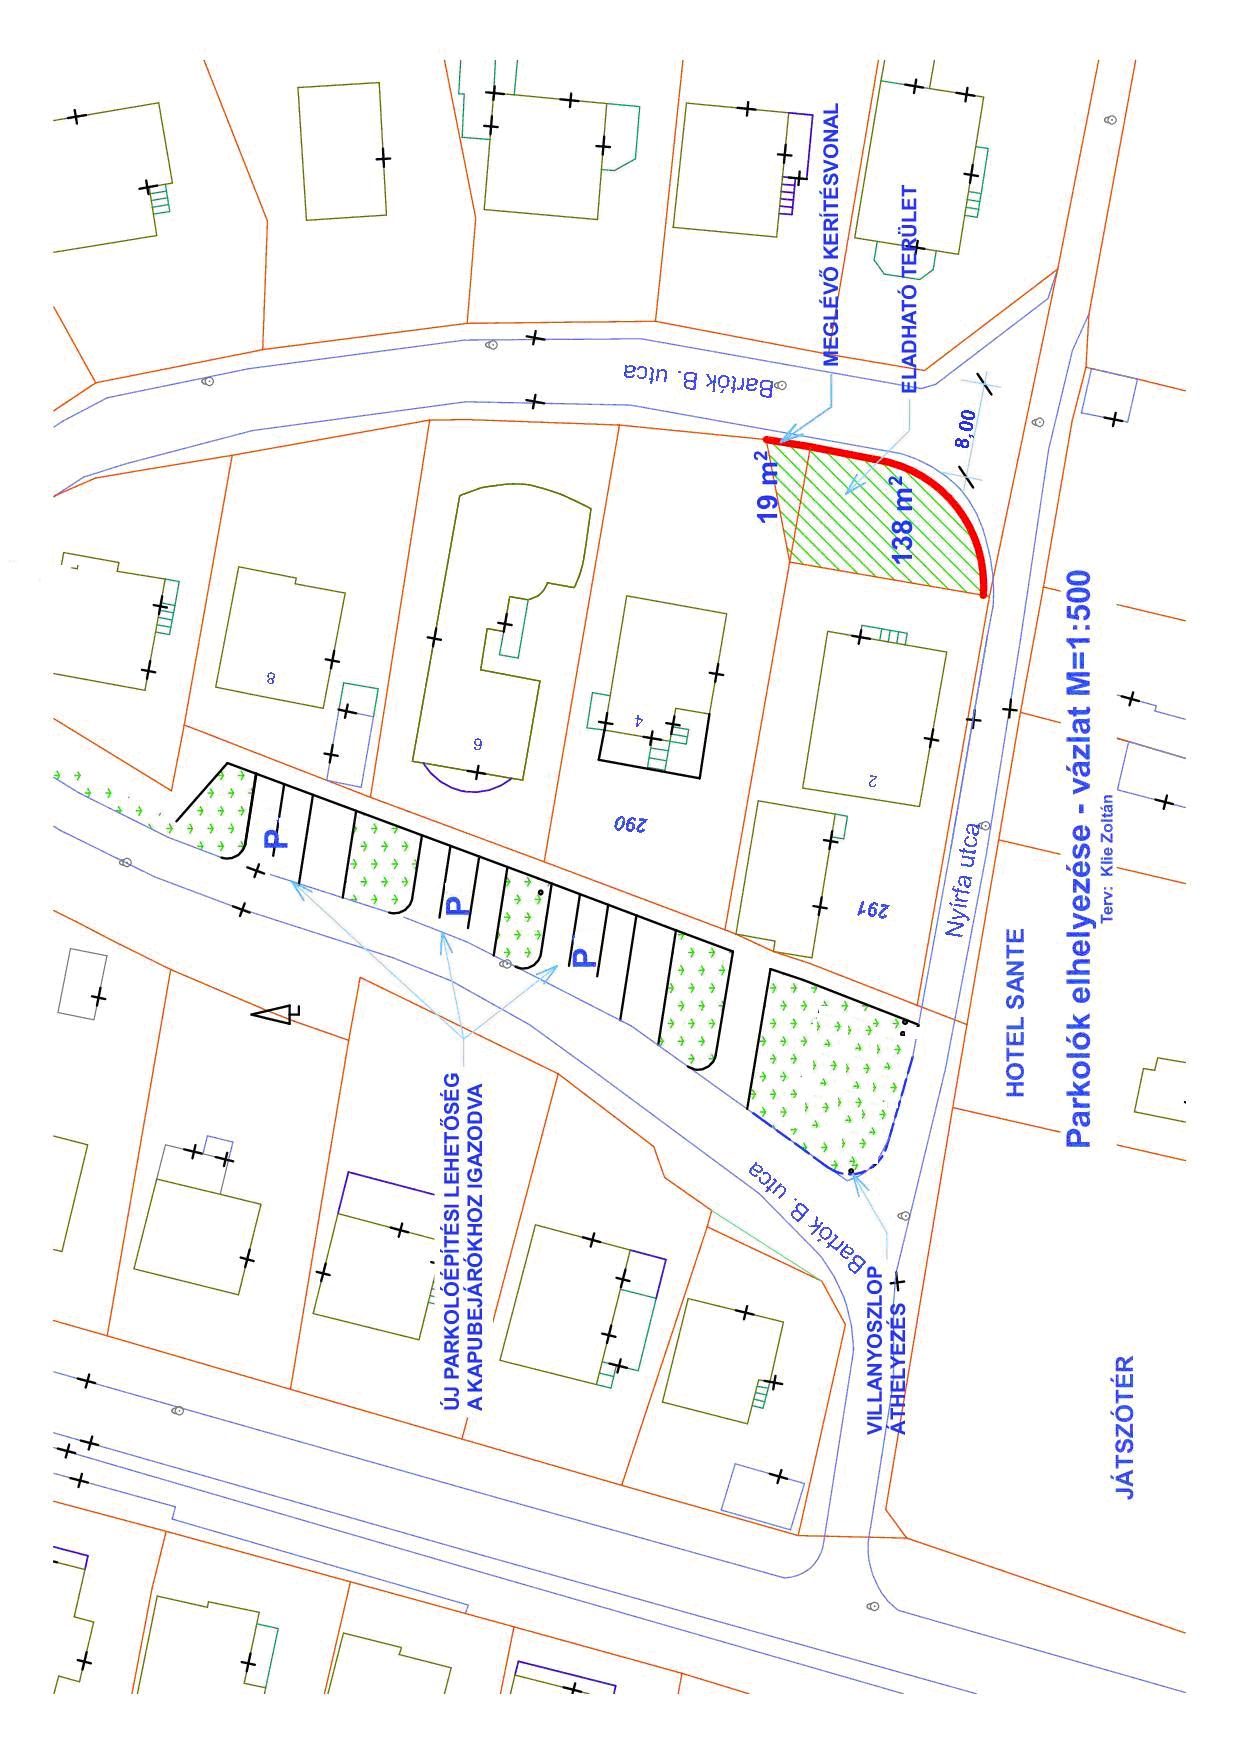 MEGLÉVŐ KERÍTÉSVONAL
ELADHATÓ TERÜLET
Bartók B. utca
8,00
19 m²
138 m²
8
6
4
2
290
291
P
P
P
Nyírfa utca
HOTEL SANTE
Parkolók elhelyezése - vázlat M=1:500
Terv: Klie Zoltán
ÚJ PARKOLÓÉPÍTÉSI LEHETŐSÉG
A KAPUBEJÁRÓKHOZ IGAZODVA
Bartók B. utca
VILLANYOSZLOP
ÁTHELYEZÉS
JÁTSZÓTÉR